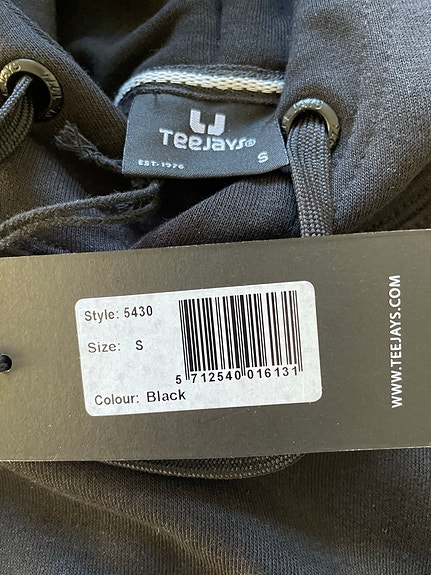 TEEJAYS®
EST. 1976
S
Style: 5430
Size: S
5 712540 016131
Colour: Black
WWW.TEEJAYS.COM